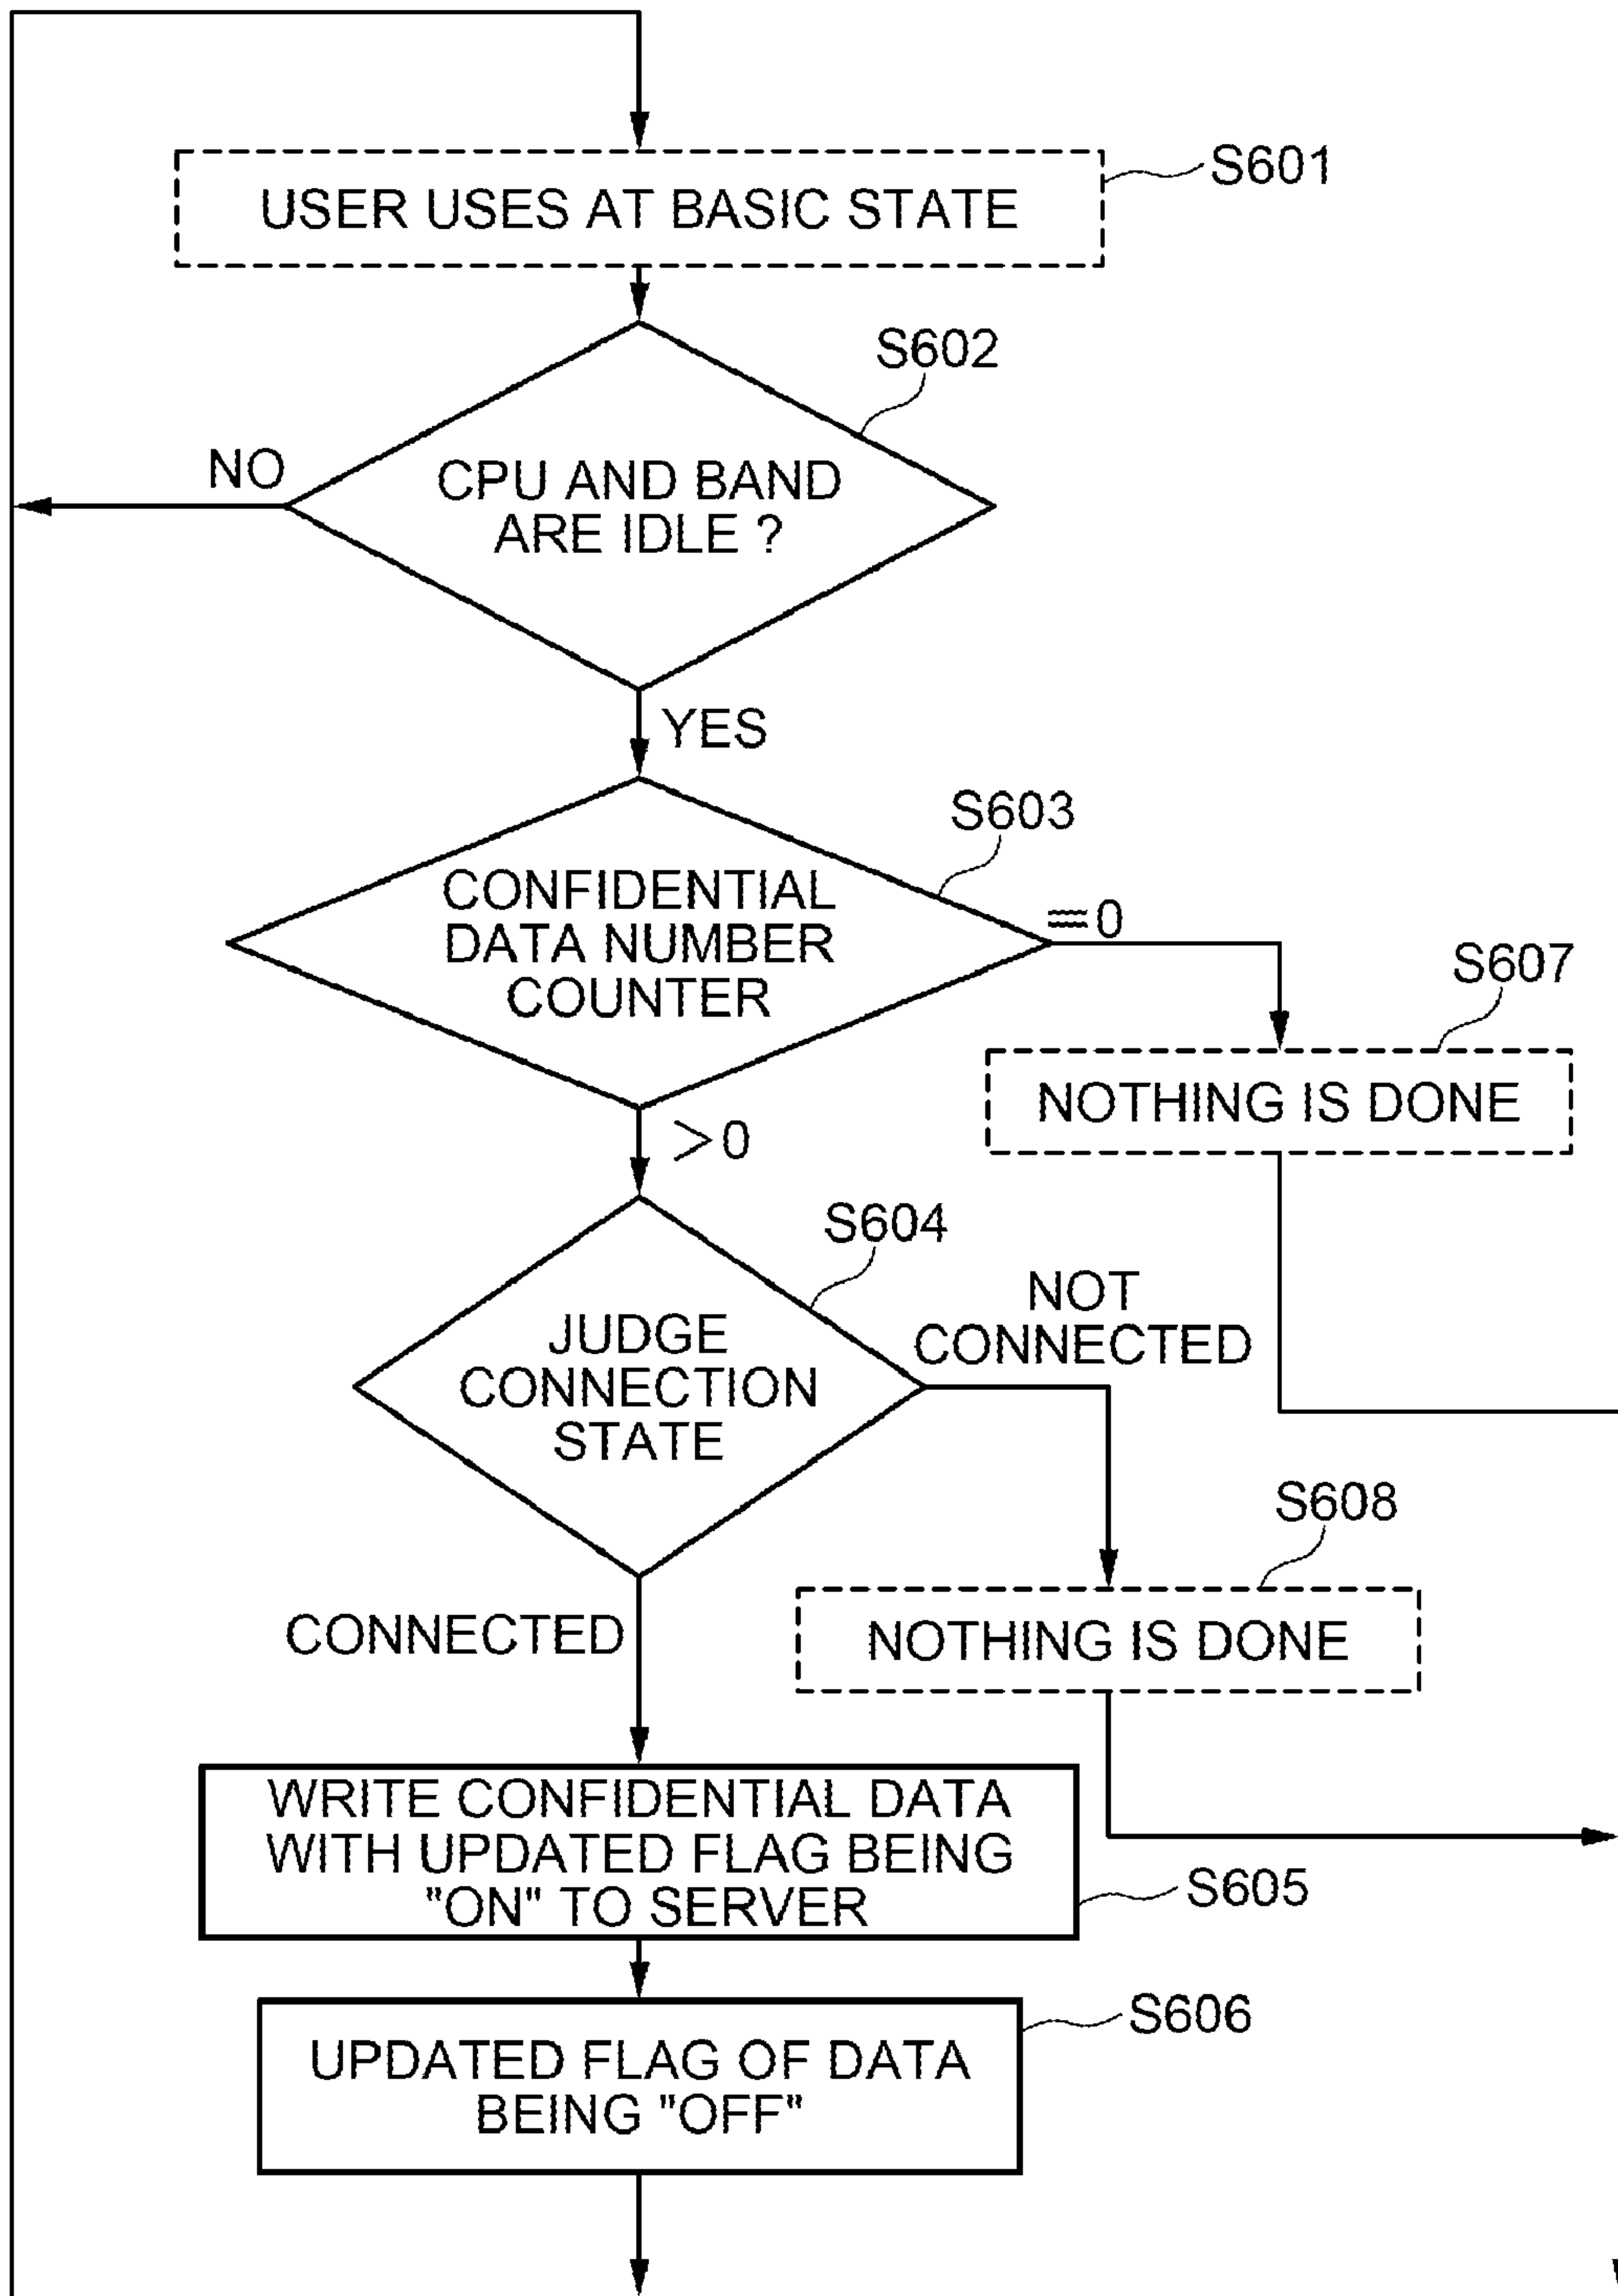 S601
USER USES AT BASIC STATE
S602
NO
CPU AND BAND
ARE IDLE ?
YES
S603
CONFIDENTIAL
DATA NUMBER
COUNTER
=0
S607
NOTHING IS DONE
>0
S604
NOT
CONNECTED
JUDGE
CONNECTION
STATE
S608
NOTHING IS DONE
CONNECTED
WRITE CONFIDENTIAL DATA
WITH UPDATED FLAG BEING
"ON" TO SERVER
S605
S606
UPDATED FLAG OF DATA
BEING "OFF"